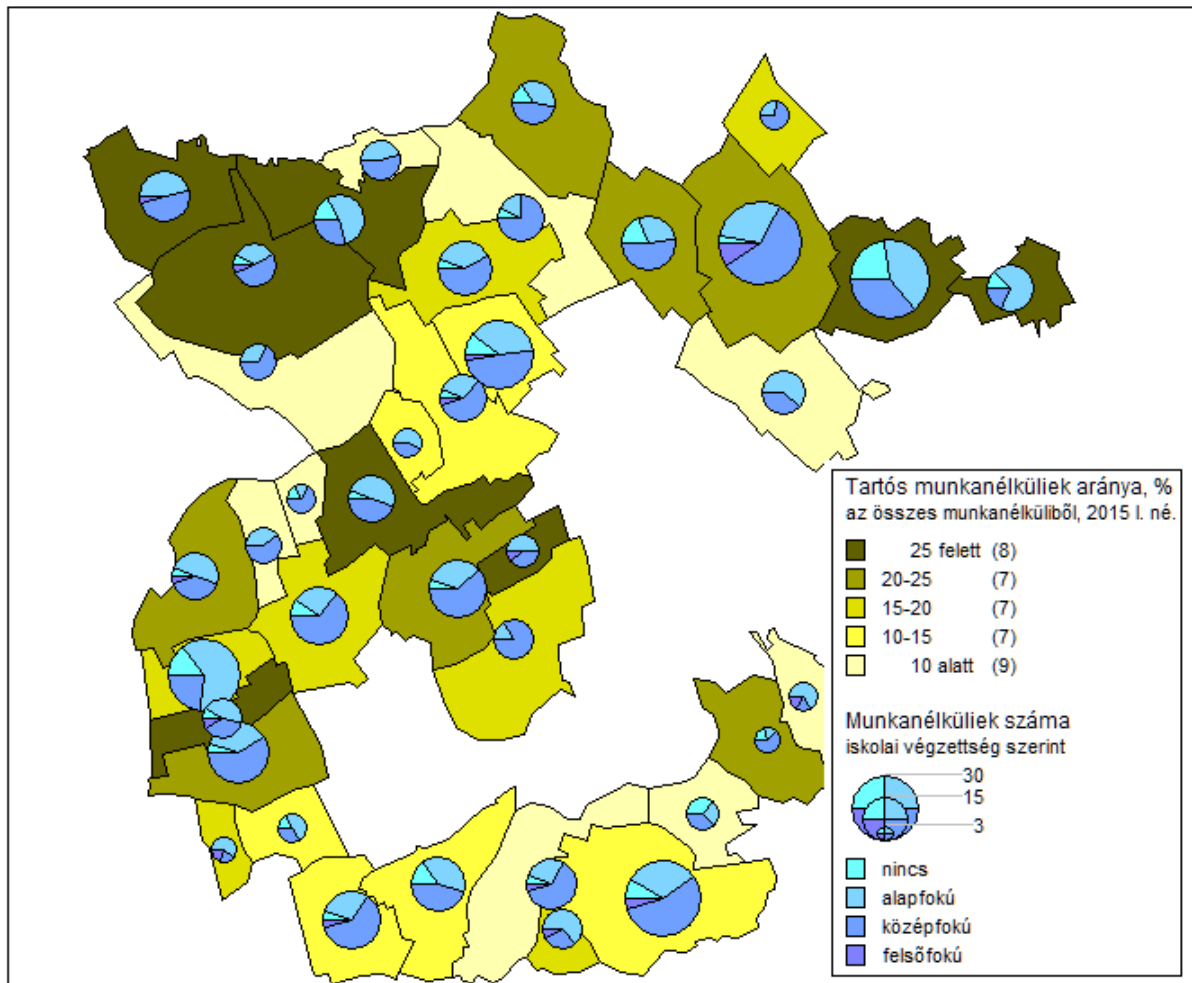 Tartós munkanélküliek aránya, %
az összes munkanélküliből, 2015 I. né.
25 felett (8)
20-25 (7)
15-20 (7)
10-15 (7)
10 alatt (9)
Munkanélküliek száma
iskolai végzettség szerint
30
15
3
nincs
alapfokú
középfokú
felsőfokú